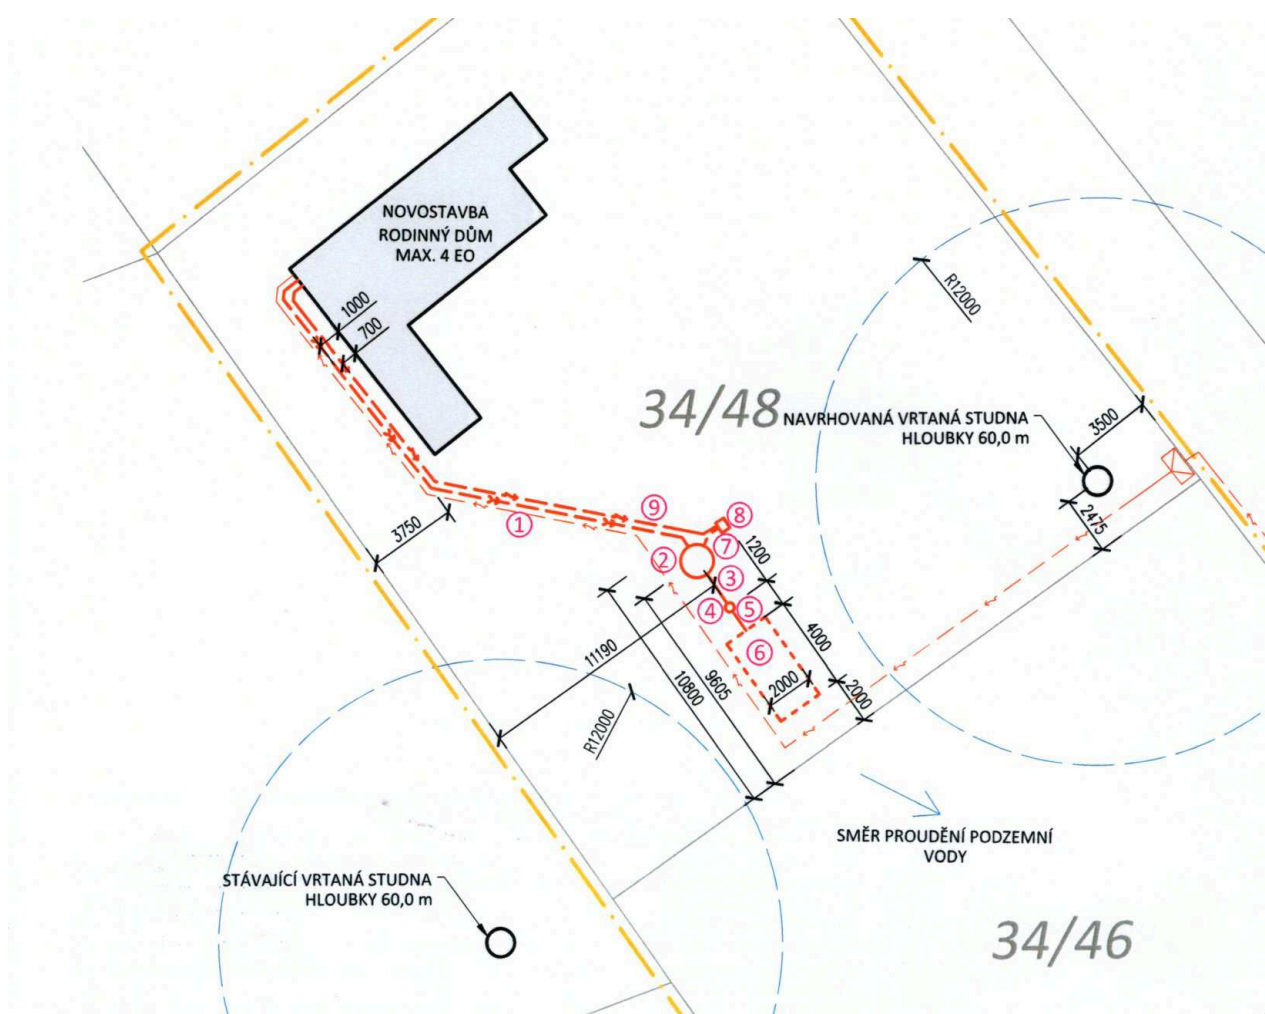 NOVOSTAVBA
RODINNÝ DŮM
MAX. 4 EO
1000
700
R12000
34/48
NAVRHOVANÁ VRTANÁ STUDNA
HLOUBKY 60,0 m
3500
2475
3750
1
9
8
2
7
1200
3
4
5
6
4000
2000
2000
11190
9605
10800
R12000
SMĚR PROUDĚNÍ PODZEMNÍ
VODY
STÁVAJÍCÍ VRTANÁ STUDNA
HLOUBKY 60,0 m
34/46